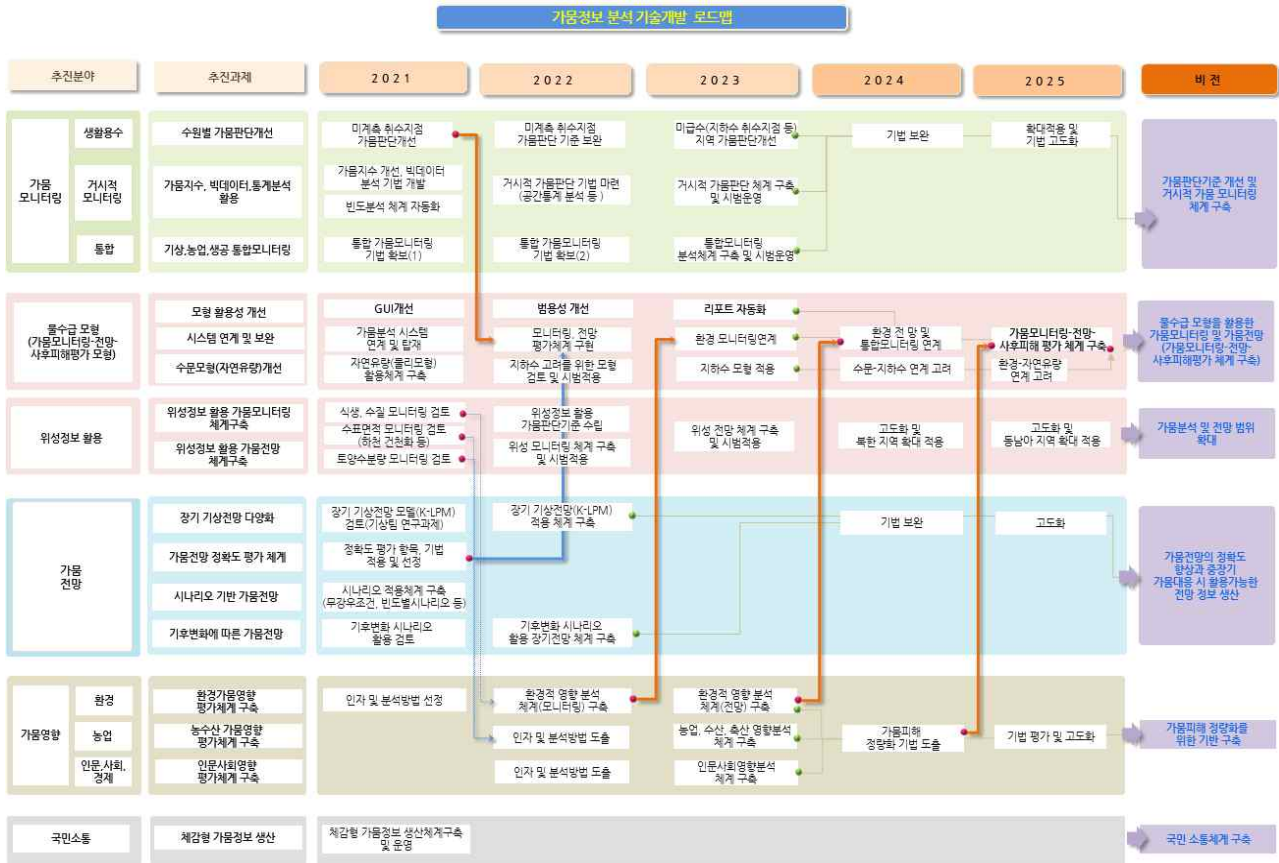 가뭄정보 분석 기술개발 로드맵
추진분야
추진과제
2021
2022
2023
2024
2025
비 전
가뭄
모니터링
생활용수
거시적
모니터링
통합
수원별 가뭄판단개선
가뭄지수, 빅데이터,통계분석
활용
기상,농업,생공 통합모니터링
미계측 취수지점
가뭄판단개선
가뭄지수 개선, 빅데이터
분석 기법 개발
빈도분석 체계 자동화
통합 가뭄모니터링
기법 확보(1)
미계측 취수지점
가뭄판단 기준 보완
거시적 가뭄판단 기법 마련
(공간통계 분석 등 )
통합 가뭄모니터링
기법 확보(2)
미급수(지하수 취수지점 등)
지역 가뭄판단개선
거시적 가뭄판단 체계 구축
및 시범운영
통합모니터링
분석체계 구축 및 시범운영
기법 보완
확대적용 및
기법 고도화
가뭄판단기준 개선 및
거시적 가뭄 모니터링
체계 구축
물수급 모형
(가뭄모니터링-전망-
사후피해평가 모형)
모형 활용성 개선
시스템 연계 및 보완
수문모형(자연유량)개선
GUI개선
가뭄분석 시스템
연계 및 탑재
자연유량(물리모형)
활용체계 구축
범용성 개선
모니터링 전망
평가체계 구현
지하수 고려를 위한 모형
검토 및 시범적용
리포트 자동화
환경 모니터링연계
지하수 모형 적용
환경 전 망 및
통합모니터링 연계
수문-지하수 연계 고려
가뭄모니터링-전망-
사후피해 평가 체계 구축
환경-자연유량
연계 고려
물수급 모형을 활용한
가뭄모니터링 및 가뭄전망
(가뭄모니터링-전망-
사후피해평가 체계 구축)
위성정보 활용
위성정보 활용 가뭄모니터링
체계구축
위성정보 활용 가뭄전망
체계구축
식생, 수질 모니터링 검토
수표면적 모니터링 검토
(하천 건천화 등)
토양수분량 모니터링 검토
위성정보 활용
가뭄판단기준 수립
위성 모니터링 체계 구축
및 시범적용
위성 전망 체계 구축
및 시범적용
고도화 및
북한 지역 확대 적용
고도화 및
동남아 지역 확대 적용
가뭄분석 및 전망 범위
확대
가뭄
전망
장기 기상전망 다양화
가뭄전망 정확도 평가 체계
시나리오 기반 가뭄전망
기후변화에 따른 가뭄전망
장기 기상전망 모델(K-LPM)
검토(기상팀 연구과제)
정확도 평가 항목, 기법
적용 및 선정
시나리오 적용체계 구축
(무강우조건, 빈도별시나리오 등)
기후변화 시나리오
활용 검토
장기 기상전망(K-LPM)
적용 체계 구축
기후변화 시나리오
활용 장기전망 체계 구축
기법 보완
고도화
가뭄전망의 정확도
향상과 중장기
가뭄대응 시 활용가능한
전망 정보 생산
가뭄영향
환경
농업
인문,사회,
경제
환경가뭄영향
평가체계 구축
농수산 가뭄영향
평가체계 구축
인문사회영향
평가체계 구축
인자 및 분석방법 선정
환경적 영향 분석
체계(모니터링) 구축
인자 및 분석방법 도출
인자 및 분석방법 도출
환경적 영향 분석
체계(전망) 구축
농업, 수산, 축산 영향분석
체계 구축
인문사회영향분석
체계 구축
가뭄피해
정량화 기법 도출
기법 평가 및 고도화
가뭄피해 정량화를
위한 기반 구축
국민소통
체감형 가뭄정보 생산
체감형 가뭄정보 생산체계구축
및 운영
국민 소통체계 구축